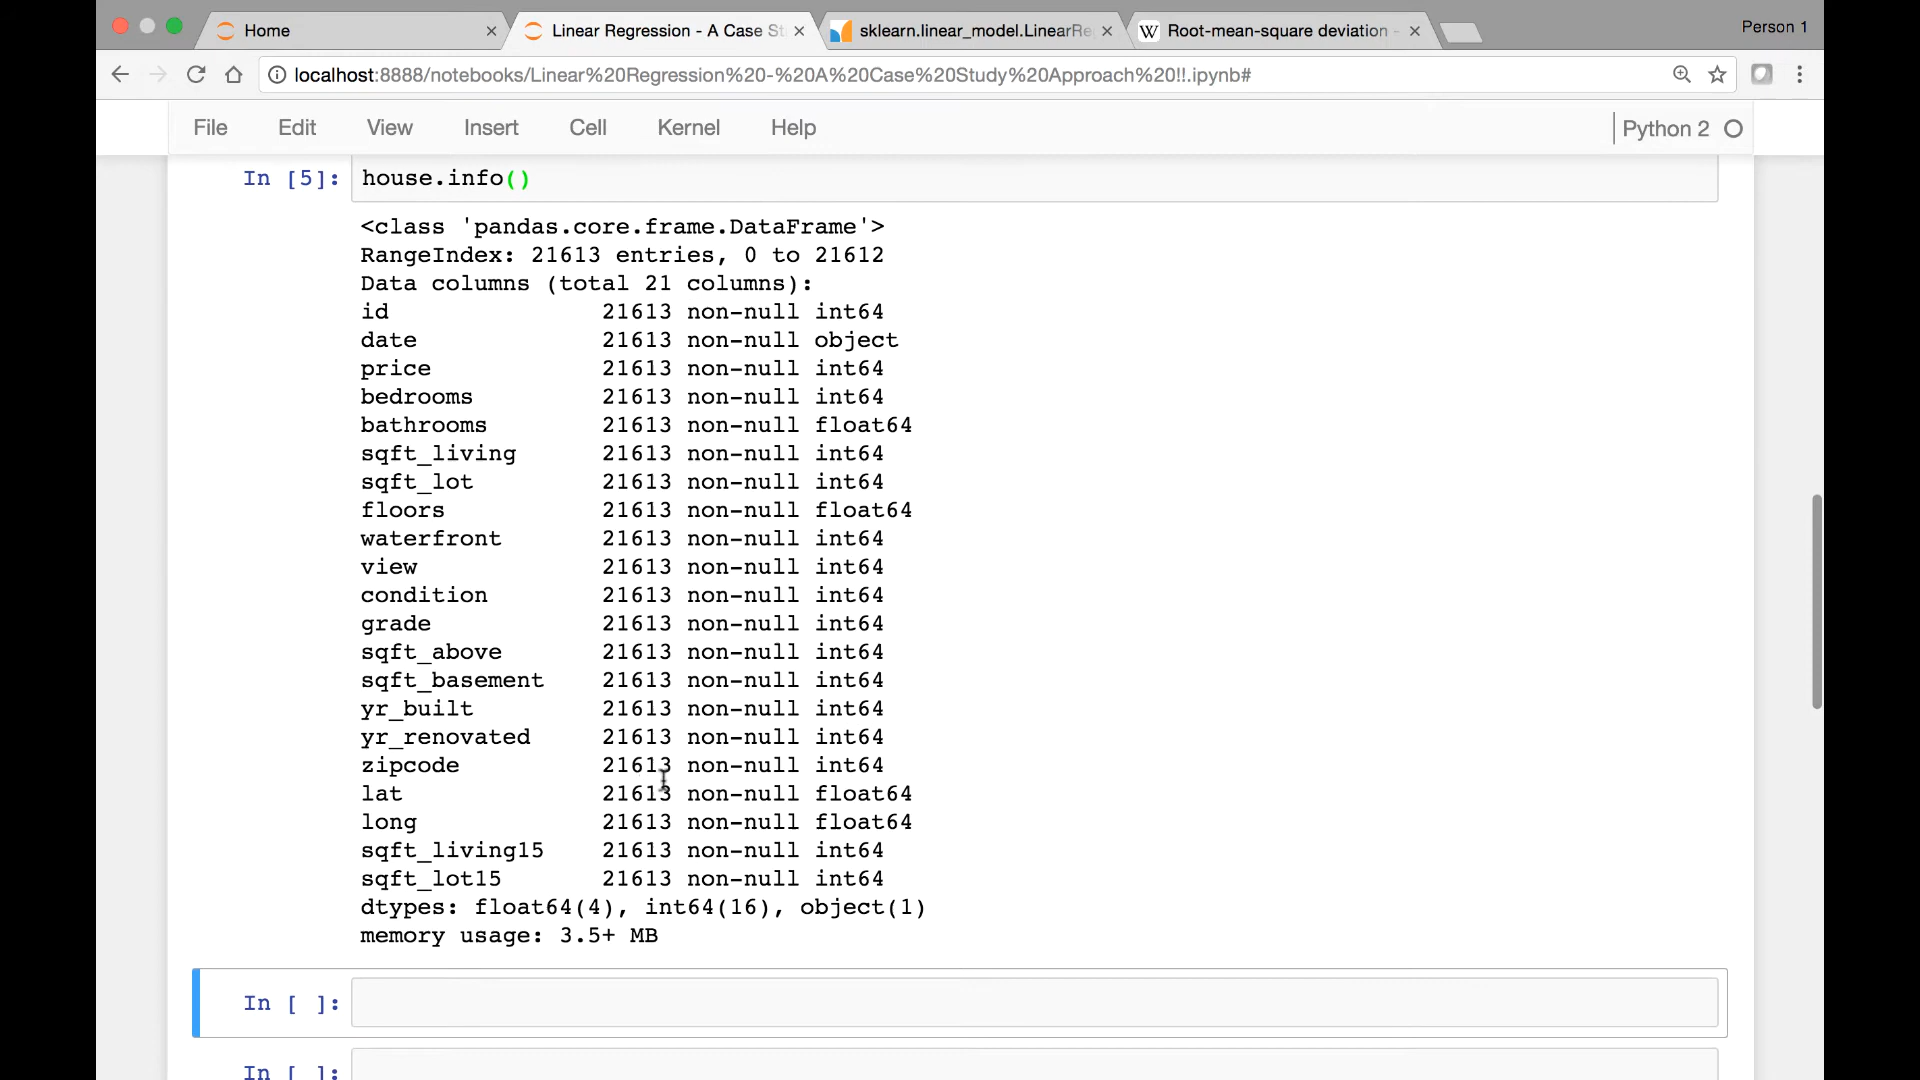 Home
Linear Regression - A Case St
sklearn.linear_model.LinearRe
W Root-mean-square deviation -
Person 1
localhost:8888/notebooks/Linear%20Regression%20-%20A%20Case%20Study%20Approach%20!!.ipynb#
File Edit View Insert Cell Kernel Help
Python 2
In [5]: house.info()
<class 'pandas.core.frame.DataFrame'>
RangeIndex: 21613 entries, 0 to 21612
Data columns (total 21 columns):
id 21613 non-null int64
date 21613 non-null object
price 21613 non-null int64
bedrooms 21613 non-null int64
bathrooms 21613 non-null float64
sqft_living 21613 non-null int64
sqft_lot 21613 non-null int64
floors 21613 non-null float64
waterfront 21613 non-null int64
view 21613 non-null int64
condition 21613 non-null int64
grade 21613 non-null int64
sqft_above 21613 non-null int64
sqft_basement 21613 non-null int64
yr_built 21613 non-null int64
yr_renovated 21613 non-null int64
zipcode 21613 non-null int64
lat 21613 non-null float64
long 21613 non-null float64
sqft_living15 21613 non-null int64
sqft_lot15 21613 non-null int64
dtypes: float64(4), int64(16), object(1)
memory usage: 3.5+ MB
In [ ]:
In [ ]: